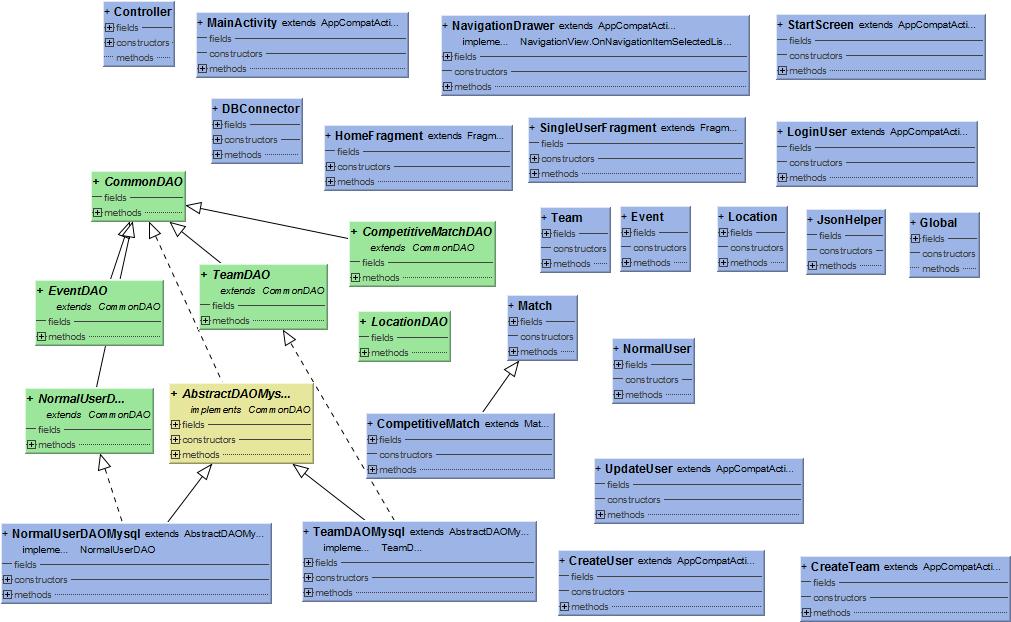 + Controller
fields
constructors
methods
+ MainActivity extends AppCompatActi...
fields
constructors
methods
+ NavigationDrawer extends AppCompatActi...
impleme... NavigationView.OnNavigationItemSelectedLis...
fields
constructors
methods
+ StartScreen extends AppCompatActi...
fields
constructors
methods
+ DBConnector
fields
constructors
methods
+ HomeFragment extends Fragm...
fields
constructors
methods
+ SingleUserFragment extends Fragm...
fields
constructors
methods
+ LoginUser extends AppCompatActi...
fields
constructors
methods
+ CommonDAO
fields
methods
+ CompetitiveMatchDAO
extends CommonDAO
fields
methods
+ Team
fields
constructors
methods
+ Event
fields
constructors
methods
+ Location
fields
constructors
methods
+ JsonHelper
fields
constructors
methods
+ Global
fields
constructors
methods
+ EventDAO
extends CommonDAO
fields
methods
+ TeamDAO
extends CommonDAO
fields
methods
+ LocationDAO
fields
methods
+ Match
fields
constructors
methods
+ NormalUser
fields
constructors
methods
+ NormalUserD...
extends CommonDAO
fields
methods
+ AbstractDAOMys...
implements CommonDAO
fields
constructors
methods
+ CompetitiveMatch extends Mat...
fields
constructors
methods
+ UpdateUser extends AppCompatActi...
fields
constructors
methods
+ NormalUserDAOMysql extends AbstractDAOMy...
impleme... NormalUserDAO
fields
constructors
methods
+ TeamDAOMysql extends AbstractDAOMy...
impleme... TeamD...
fields
constructors
methods
+ CreateUser extends AppCompatActi...
fields
constructors
methods
+ CreateTeam extends AppCompatActi...
fields
constructors
methods